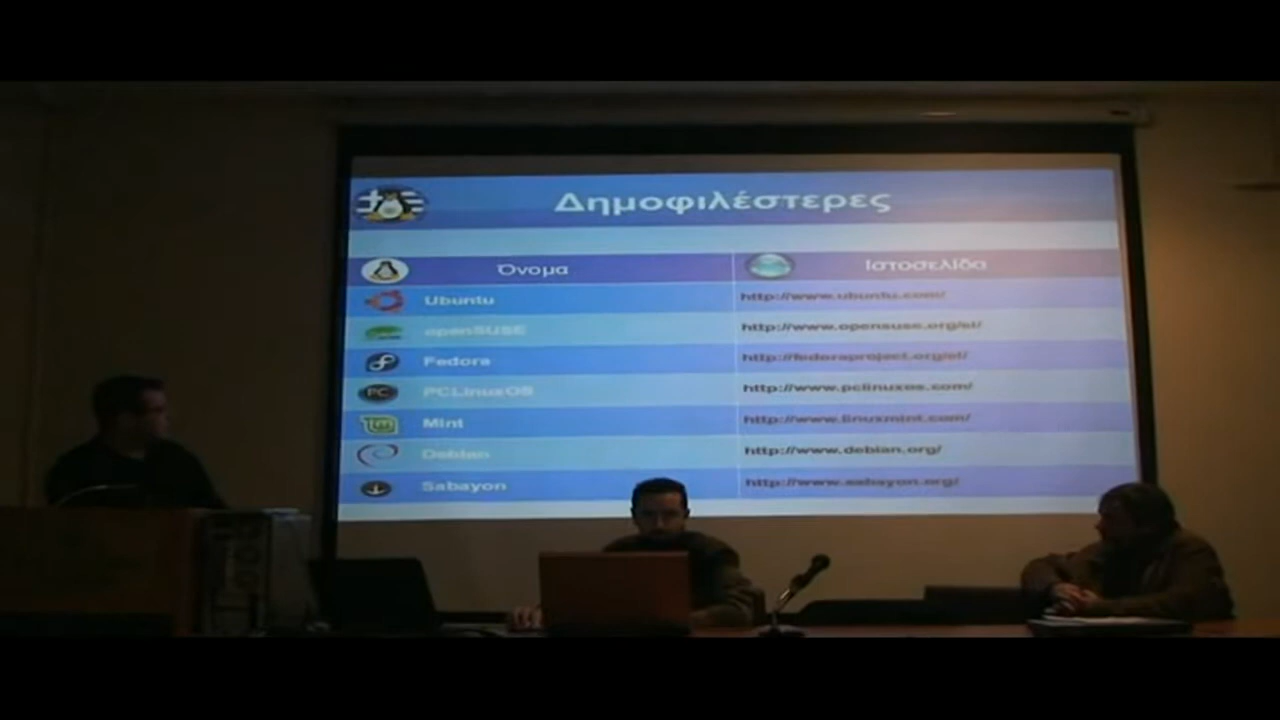 Δημοφιλέστερες
Όνομα Ιστοσελίδα
Ubuntu http://www.ubuntu.com/
openSUSE http://www.opensuse.org/el/
Fedora http://fedoraproject.org/el/
PCLinuxOS http://www.pclinuxos.com/
Mint http://www.linuxmint.com/
Debian http://www.debian.org/
Sabayon http://www.sabayon.org/